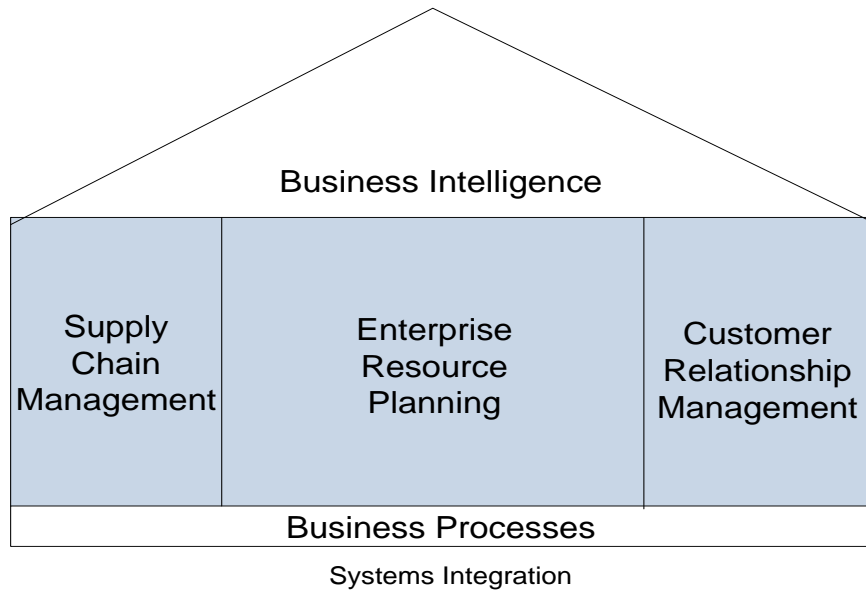 Business Intelligence
Supply
Chain
Management
Enterprise
Resource
Planning
Customer
Relationship
Management
Business Processes
Systems Integration